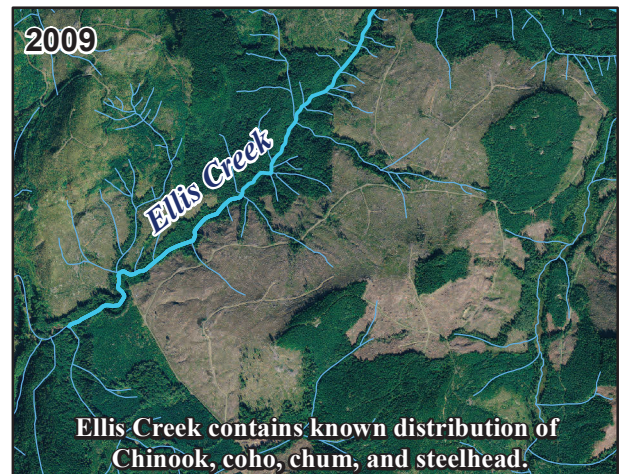 2009
Ellis Creek
Ellis Creek contains known distribution of
Chinook, coho, chum, and steelhead.